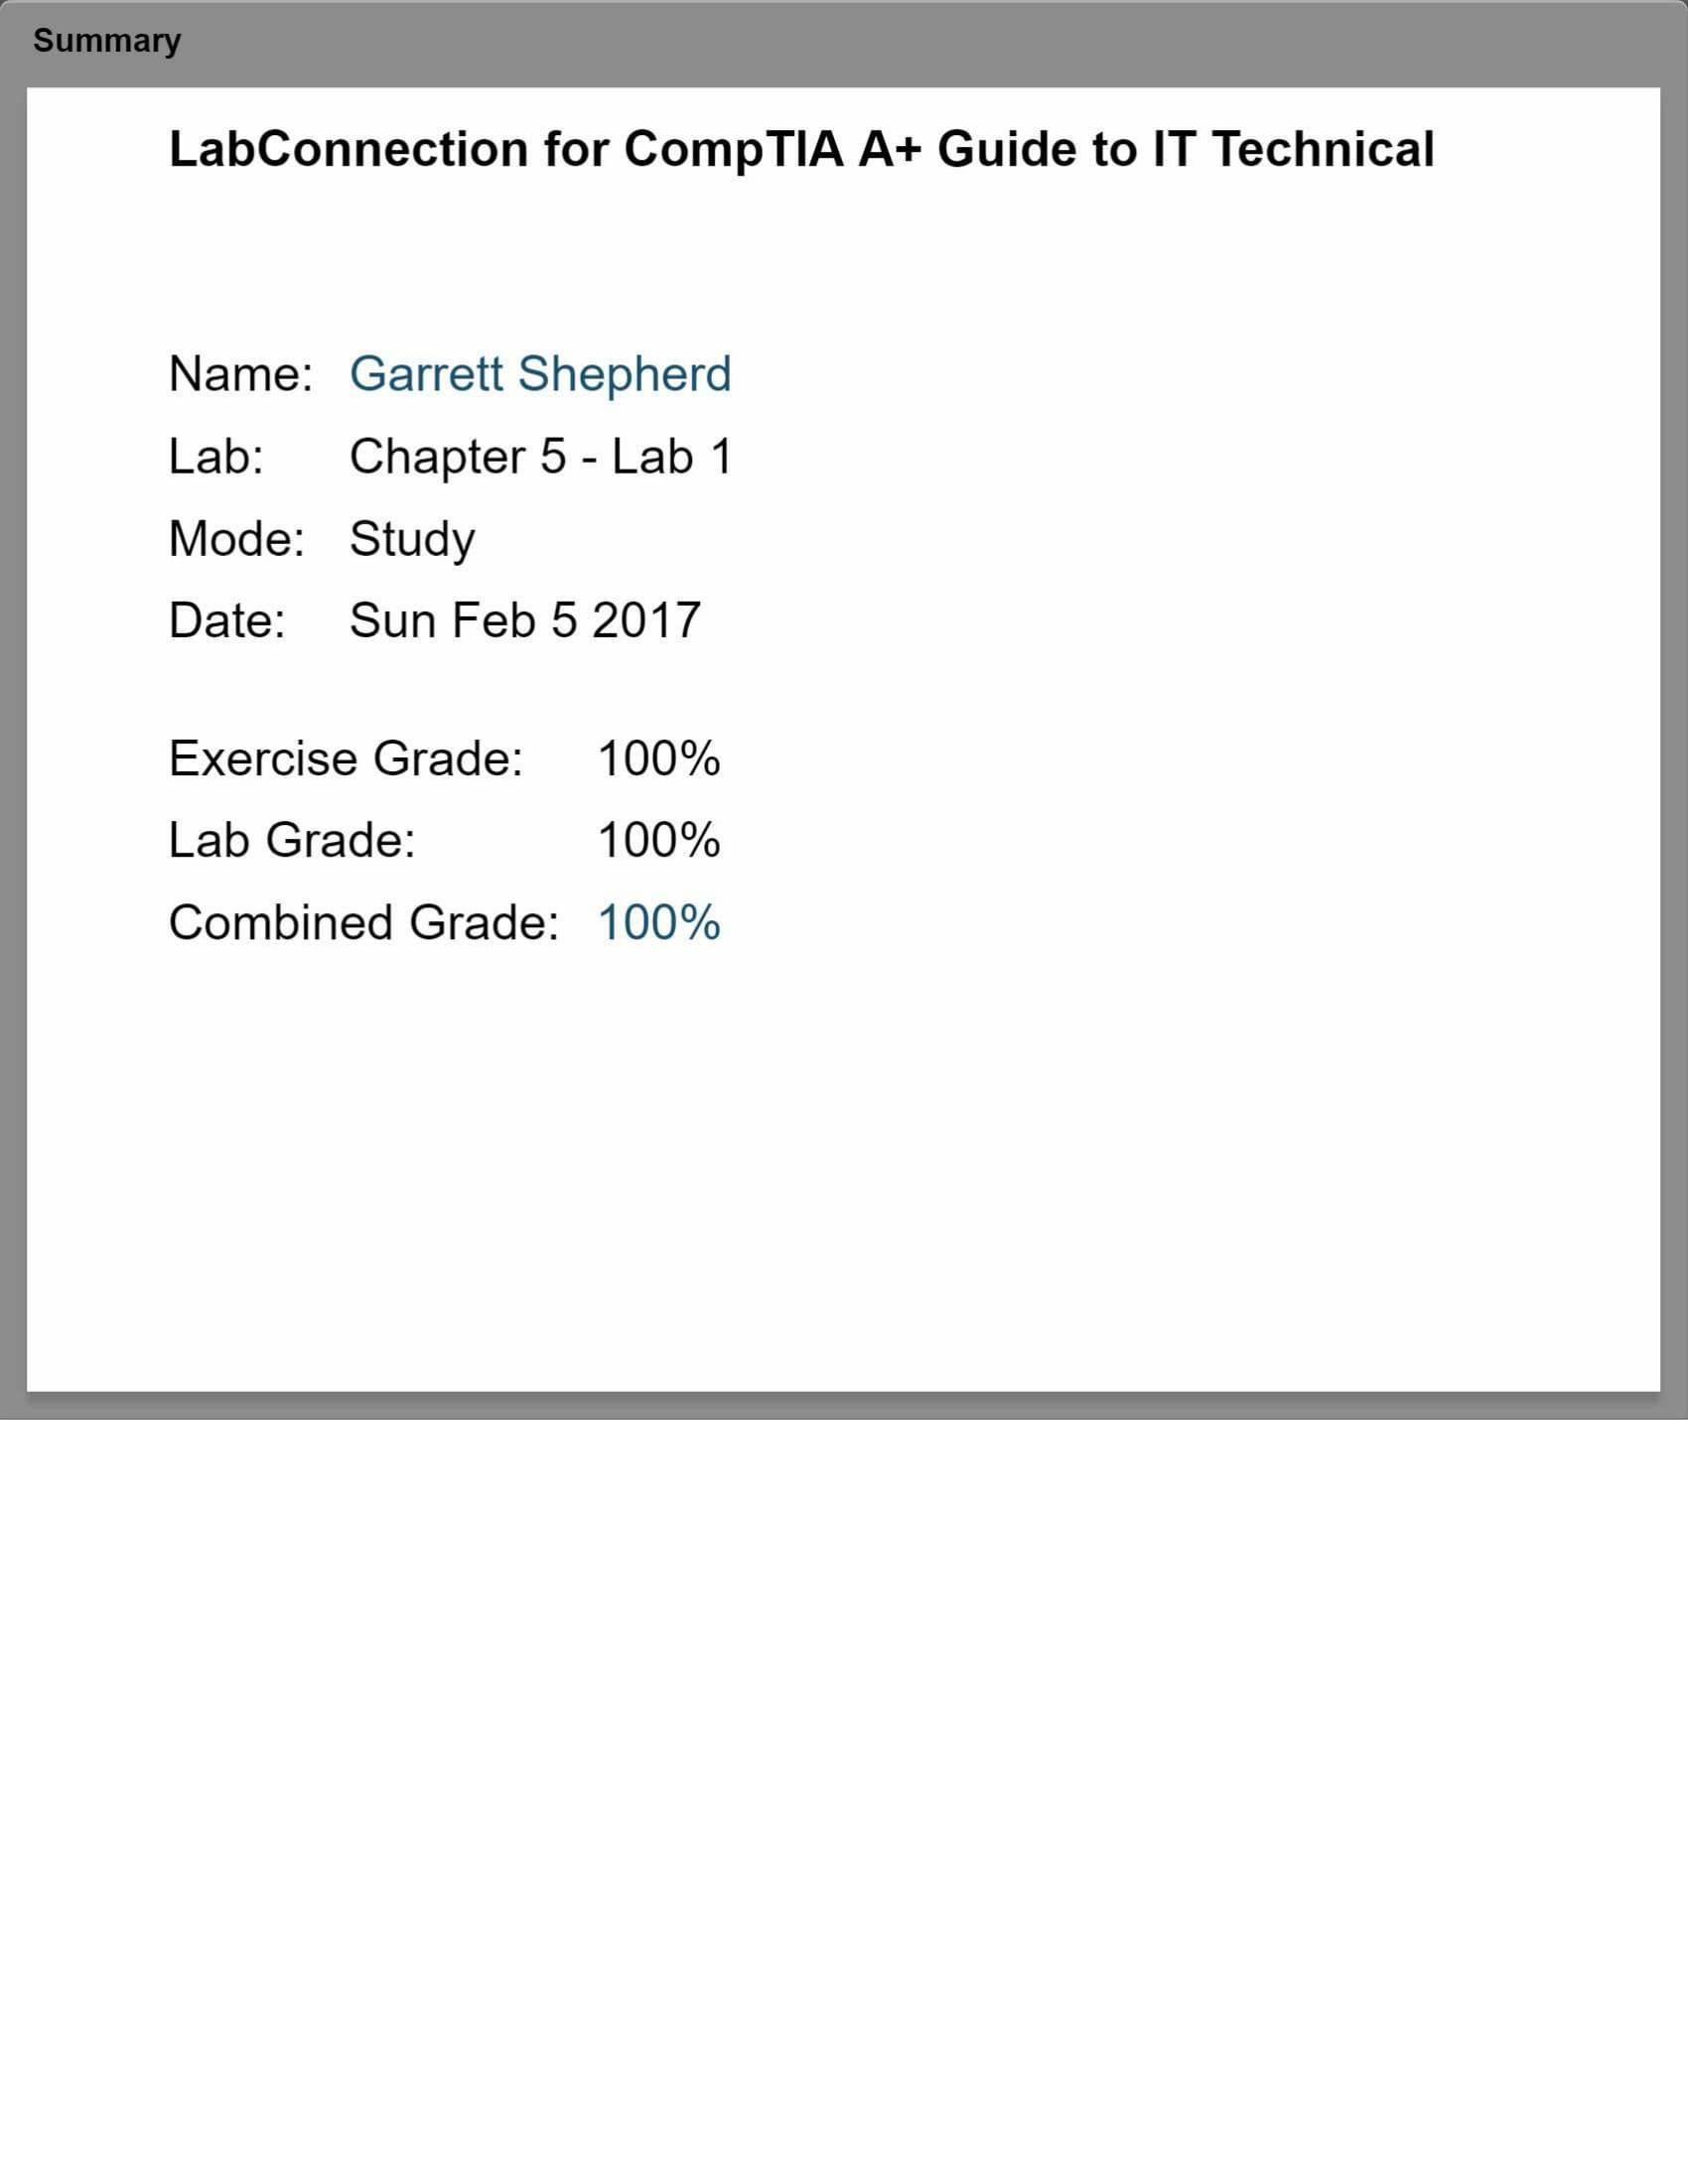 Summary
LabConnection for CompTIA A+ Guide to IT Technical
Name: Garrett Shepherd
Lab: Chapter 5 - Lab 1
Mode: Study
Date: Sun Feb 5 2017
Exercise Grade: 100%
Lab Grade: 100%
Combined Grade: 100%